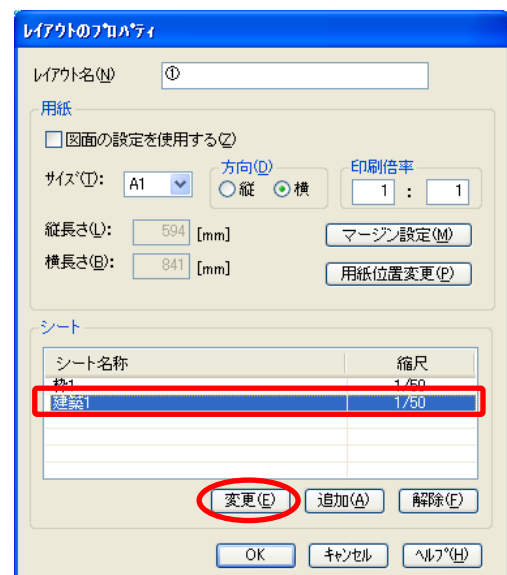 レイアウトのプロパティ
レイアウト名(N) ①
用紙
図面の設定を使用する(Z)
サイズ(T): A1 方向(D) 縦 横 印刷倍率 1 : 1
縦長さ(L): 594 [mm] マージン設定(M)
横長さ(B): 841 [mm] 用紙位置変更(P)
シート
シート名称 縮尺
枠1 1/50
建築1 1/50
変更(E) 追加(A) 解除(F)
OK キャンセル ヘルプ(H)